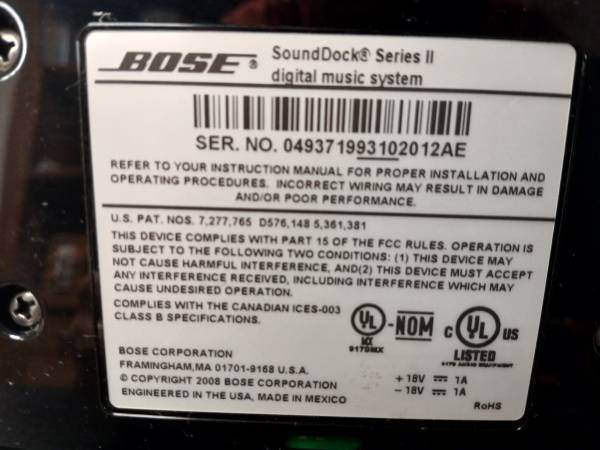 BOSE® SoundDock® Series II
digital music system
SER. NO. 049371993102012AE
REFER TO YOUR INSTRUCTION MANUAL FOR PROPER INSTALLATION AND
OPERATING PROCEDURES. INCORRECT WIRING MAY RESULT IN DAMAGE
AND/OR POOR PERFORMANCE.
U.S. PAT. NOS. 7,277,765 D576,148 5,361,381
THIS DEVICE COMPLIES WITH PART 15 OF THE FCC RULES. OPERATION IS
SUBJECT TO THE FOLLOWING TWO CONDITIONS: (1) THIS DEVICE MAY
NOT CAUSE HARMFUL INTERFERENCE, AND(2) THIS DEVICE MUST ACCEPT
ANY INTERFERENCE RECEIVED, INCLUDING INTERFERENCE WHICH MAY
CAUSE UNDESIRED OPERATION.
COMPLIES WITH THE CANADIAN ICES-003
CLASS B SPECIFICATIONS.
UL -NOM C UL US
MX
9170MX
LISTED
BOSE CORPORATION
FRAMINGHAM,MA 01701-9168 U.S.A.
© COPYRIGHT 2008 BOSE CORPORATION
ENGINEERED IN THE USA, MADE IN MEXICO
+ 18V 1A
− 18V 1A
RoHS